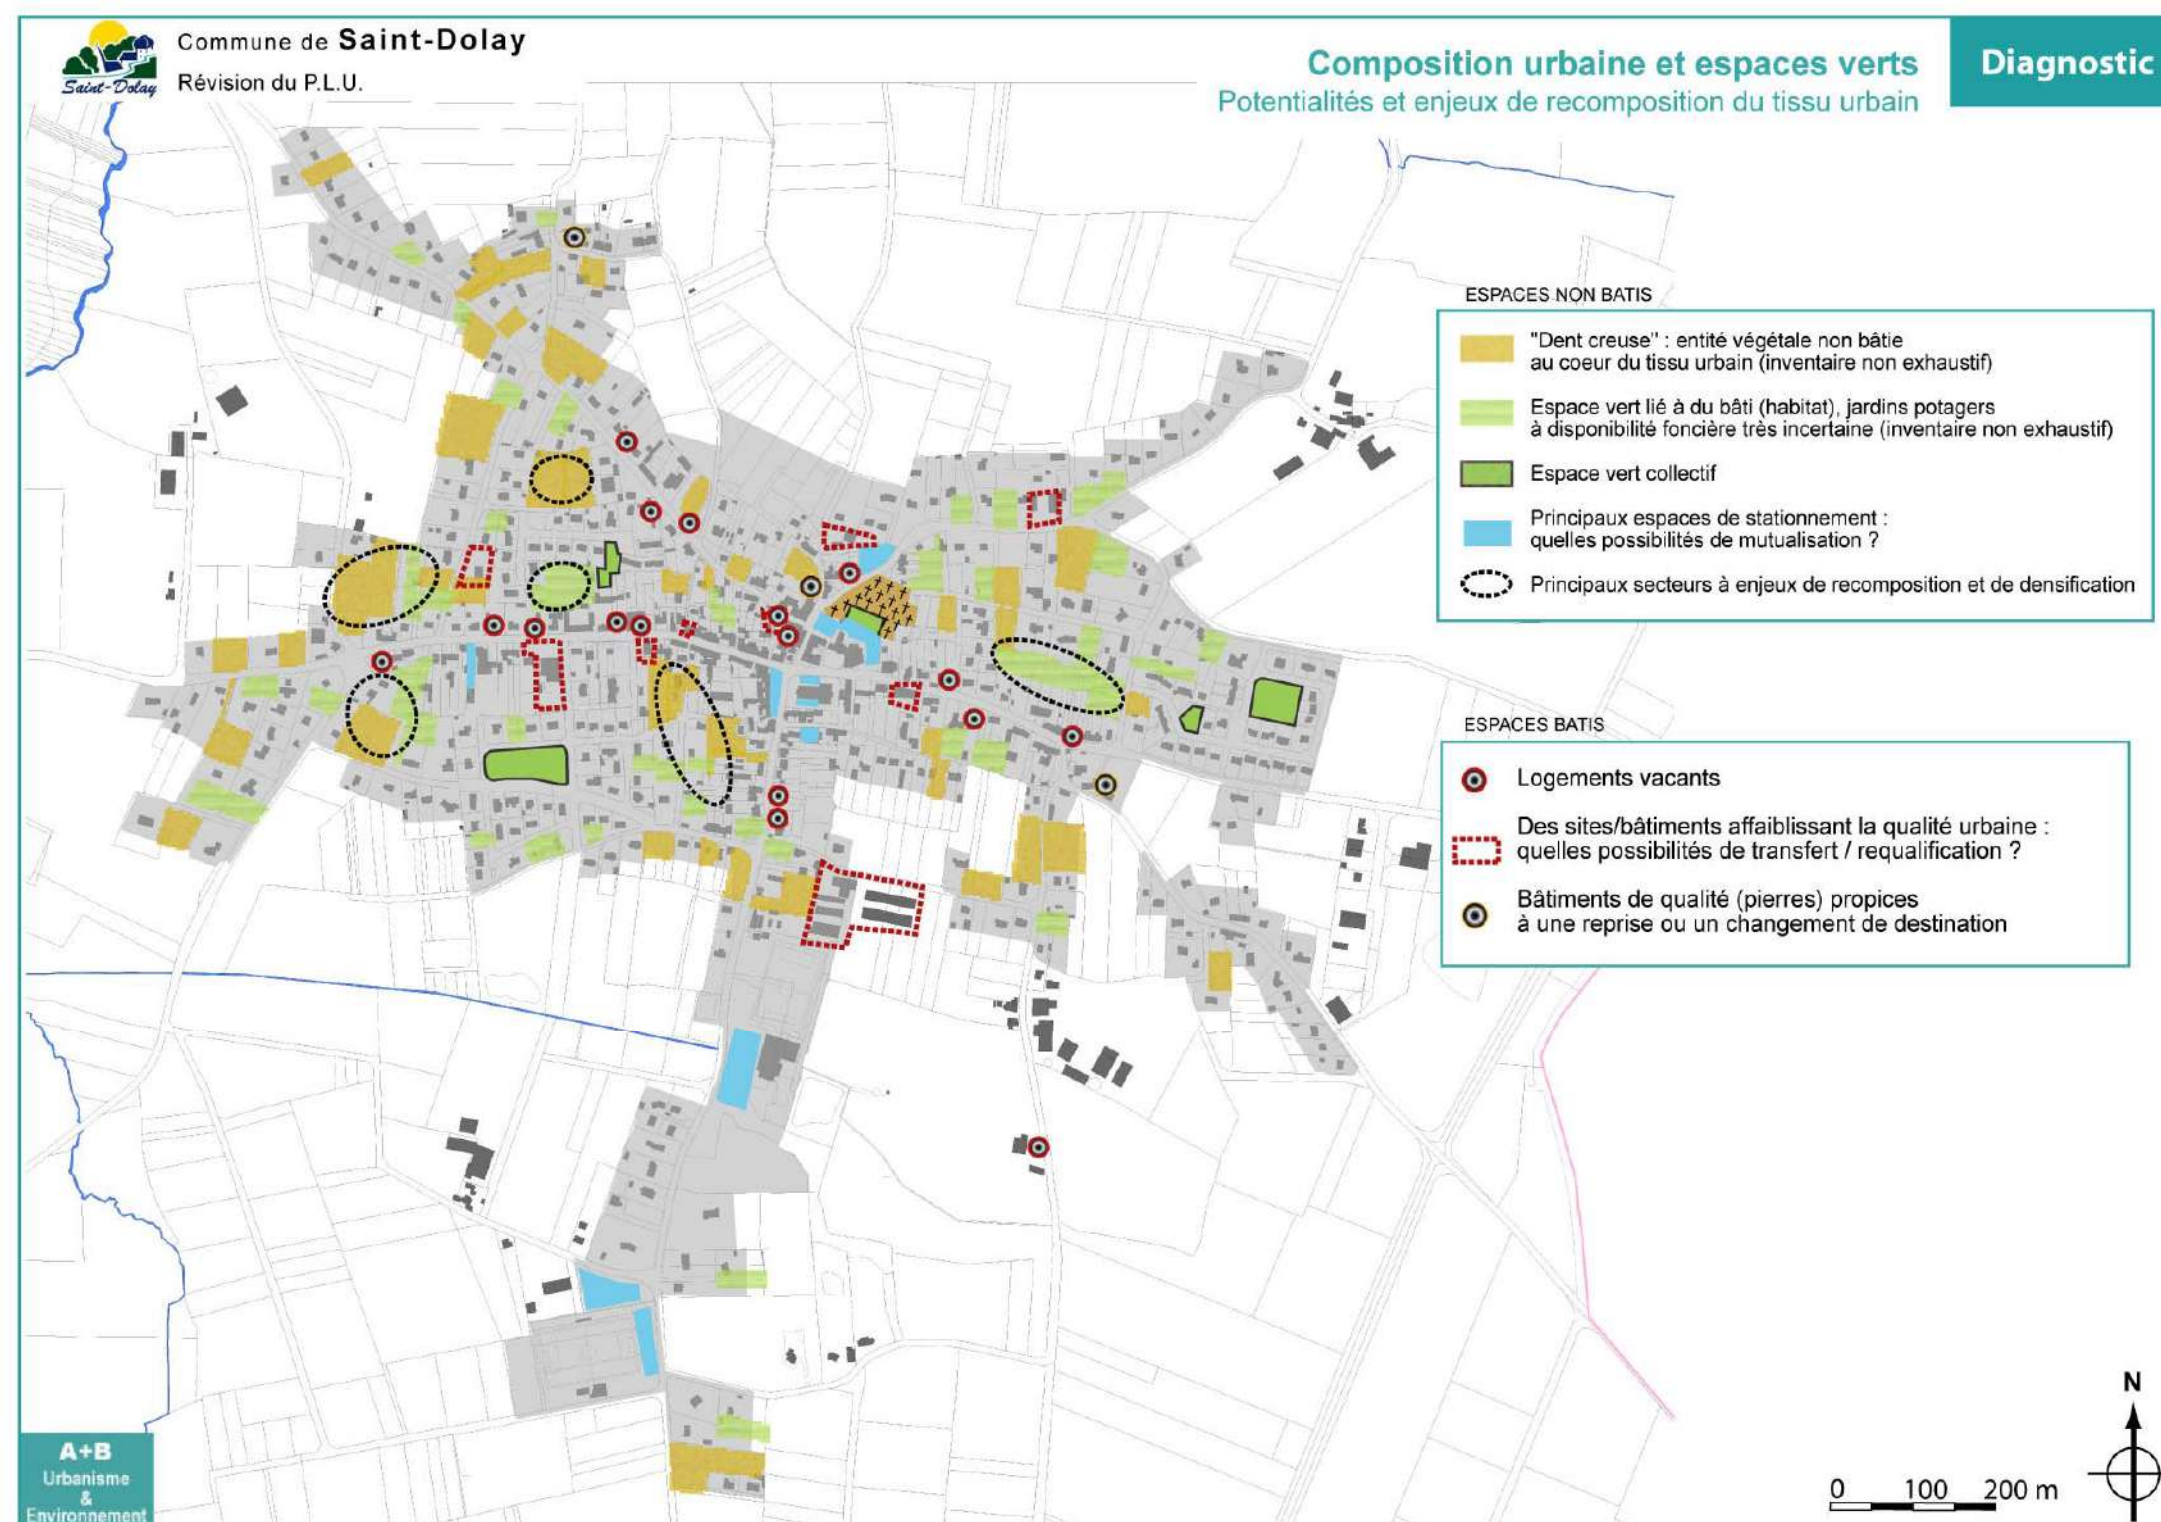 Saint-Dolay
Commune de Saint-Dolay
Révision du P.L.U.
Composition urbaine et espaces verts
Potentialités et enjeux de recomposition du tissu urbain
Diagnostic
ESPACES NON BATIS
"Dent creuse" : entité végétale non bâtie
au coeur du tissu urbain (inventaire non exhaustif)
Espace vert lié à du bâti (habitat), jardins potagers
à disponibilité foncière très incertaine (inventaire non exhaustif)
Espace vert collectif
Principaux espaces de stationnement :
quelles possibilités de mutualisation ?
Principaux secteurs à enjeux de recomposition et de densification
ESPACES BATIS
Logements vacants
Des sites/bâtiments affaiblissant la qualité urbaine :
quelles possibilités de transfert / requalification ?
Bâtiments de qualité (pierres) propices
à une reprise ou un changement de destination
A+B
Urbanisme
&
Environnement
0 100 200 m
N